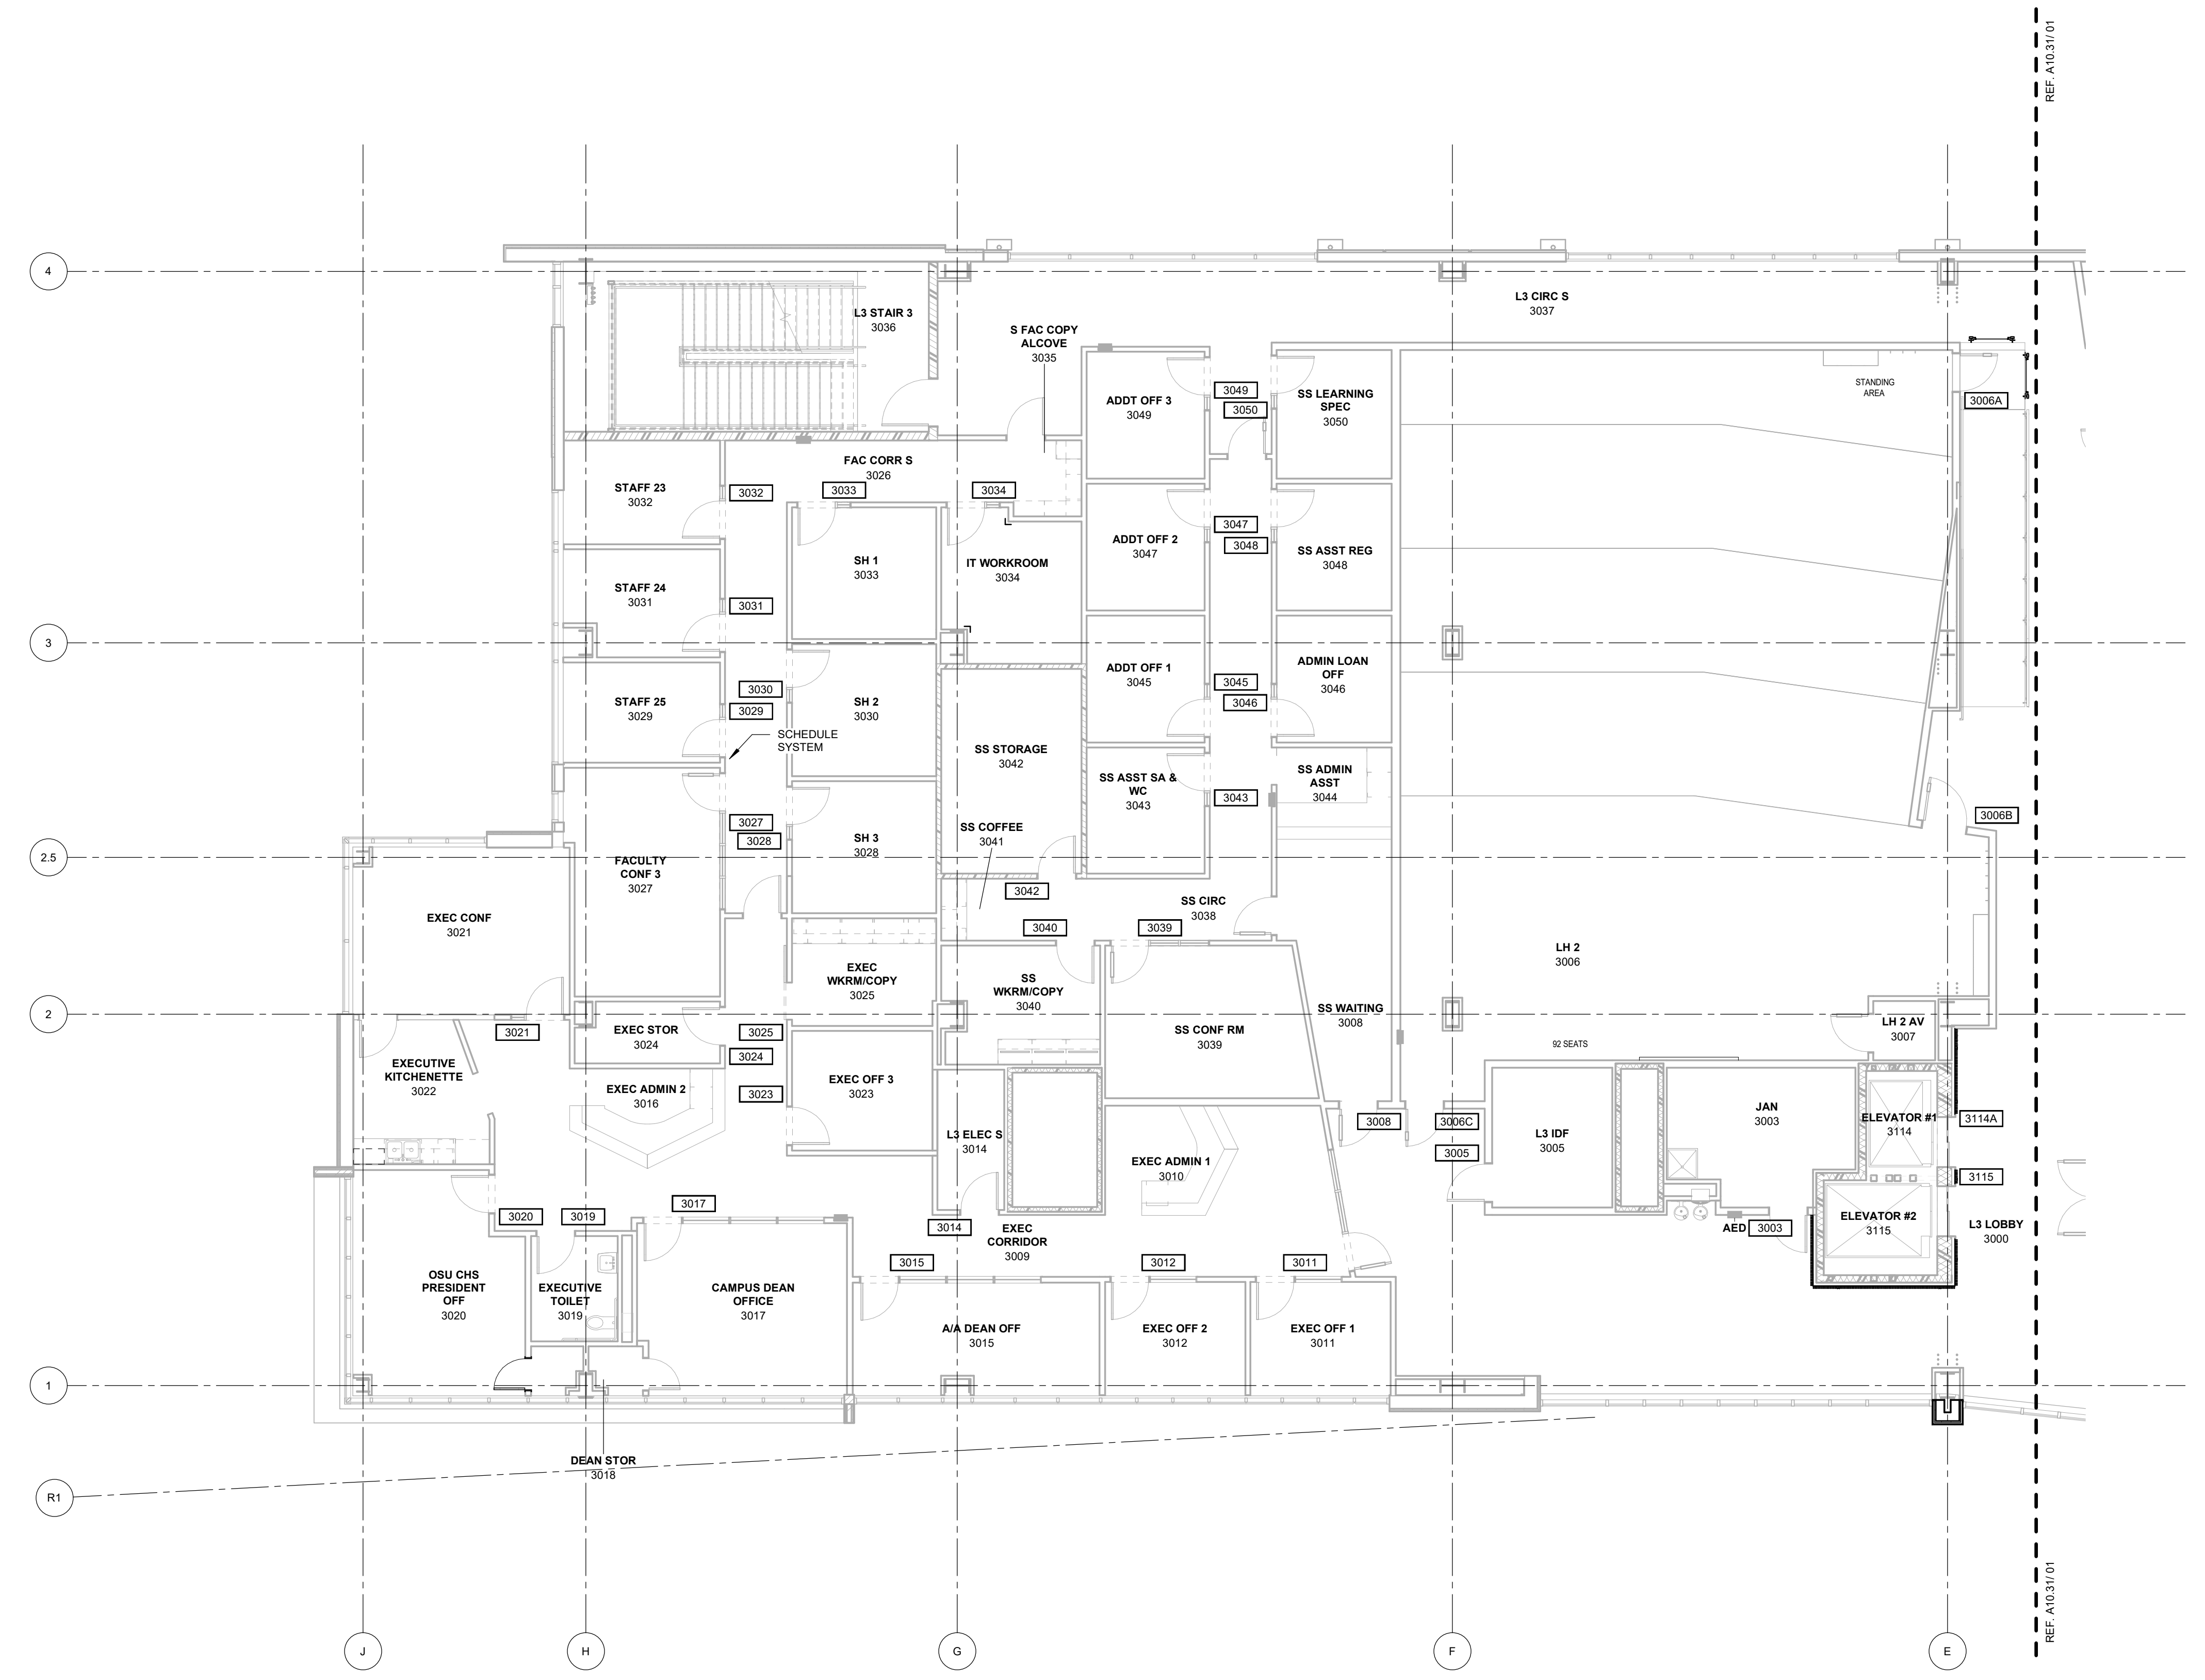 REF. A10.31/ 01
4
L3 CIRC S
3037
L3 STAIR 3
3036
S FAC COPY
ALCOVE
3035
STANDING
AREA
3049
3050
3006A
ADDT OFF 3
3049
SS LEARNING
SPEC
3050
FAC CORR S
3026
STAFF 23
3032
3032
3033
3034
3047
3048
ADDT OFF 2
3047
SS ASST REG
3048
SH 1
3033
IT WORKROOM
3034
STAFF 24
3031
3031
3
ADDT OFF 1
3045
ADMIN LOAN
OFF
3046
3045
3046
STAFF 25
3029
3030
3029
SH 2
3030
SCHEDULE
SYSTEM
SS STORAGE
3042
SS ASST SA &
WC
3043
3043
SS ADMIN
ASST
3044
3006B
3027
3028
SH 3
3028
SS COFFEE
3041
2.5
FACULTY
CONF 3
3027
3042
SS CIRC
3038
EXEC CONF
3021
3040
3039
LH 2
3006
EXEC
WKRM/COPY
3025
SS
WKRM/COPY
3040
2
3021
EXEC STOR
3024
3025
3024
SS CONF RM
3039
SS WAITING
3008
92 SEATS
LH 2 AV
3007
EXECUTIVE
KITCHENETTE
3022
EXEC ADMIN 2
3016
3023
EXEC OFF 3
3023
L3 ELEC S
3014
EXEC ADMIN 1
3010
3008
3006C
3005
L3 IDF
3005
JAN
3003
ELEVATOR #1
3114
3114A
3115
3020
3019
3017
3014
EXEC
CORRIDOR
3009
AED
3003
ELEVATOR #2
3115
L3 LOBBY
3000
3015
3012
3011
OSU CHS
PRESIDENT
OFF
3020
EXECUTIVE
TOILET
3019
CAMPUS DEAN
OFFICE
3017
A/A DEAN OFF
3015
EXEC OFF 2
3012
EXEC OFF 1
3011
1
DEAN STOR
3018
R1
REF. A10.31/ 01
J
H
G
F
E